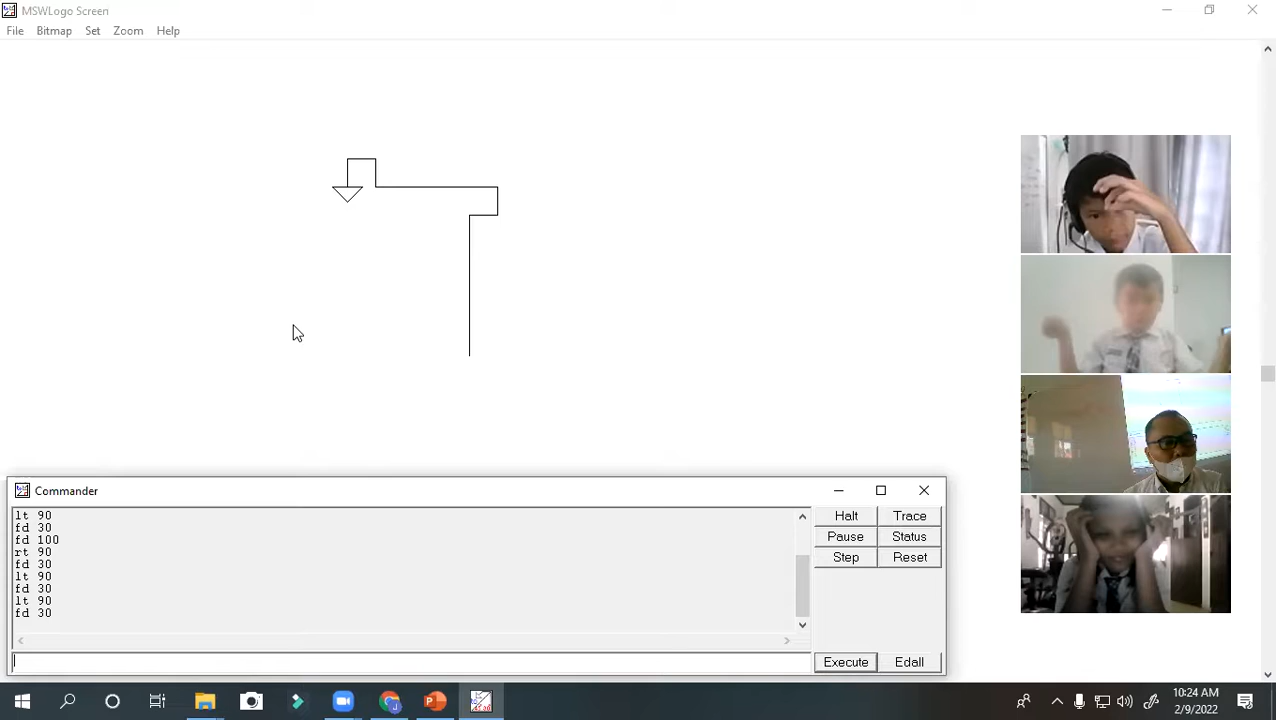 MSWLogo Screen
File Bitmap Set Zoom Help
Commander
lt 90
fd 30
fd 100
rt 90
fd 30
lt 90
fd 30
lt 90
fd 30
Halt Trace
Pause Status
Step Reset
Execute Edall
10:24 AM
2/9/2022